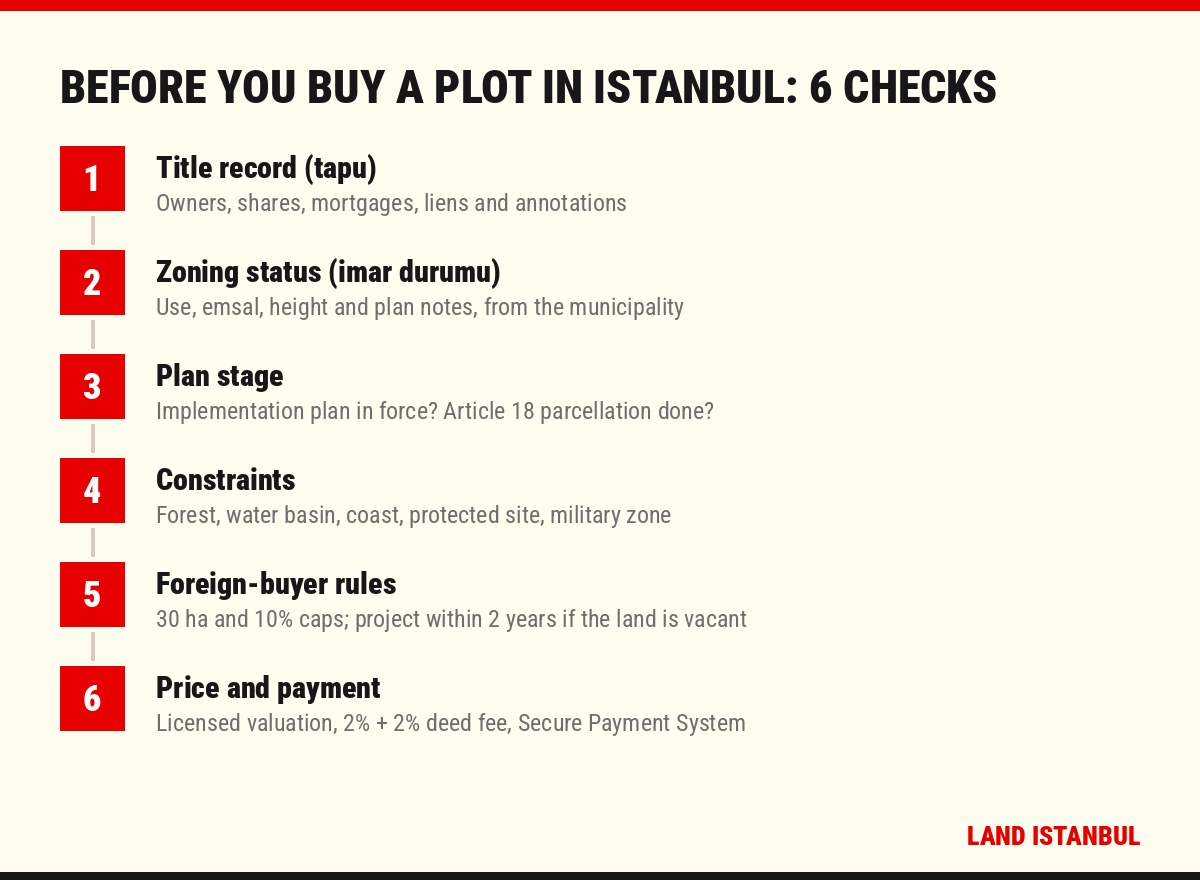 BEFORE YOU BUY A PLOT IN ISTANBUL: 6 CHECKS
1
Title record (tapu)
Owners, shares, mortgages, liens and annotations
2
Zoning status (imar durumu)
Use, emsal, height and plan notes, from the municipality
3
Plan stage
Implementation plan in force? Article 18 parcellation done?
4
Constraints
Forest, water basin, coast, protected site, military zone
5
Foreign-buyer rules
30 ha and 10% caps; project within 2 years if the land is vacant
6
Price and payment
Licensed valuation, 2% + 2% deed fee, Secure Payment System
LAND ISTANBUL